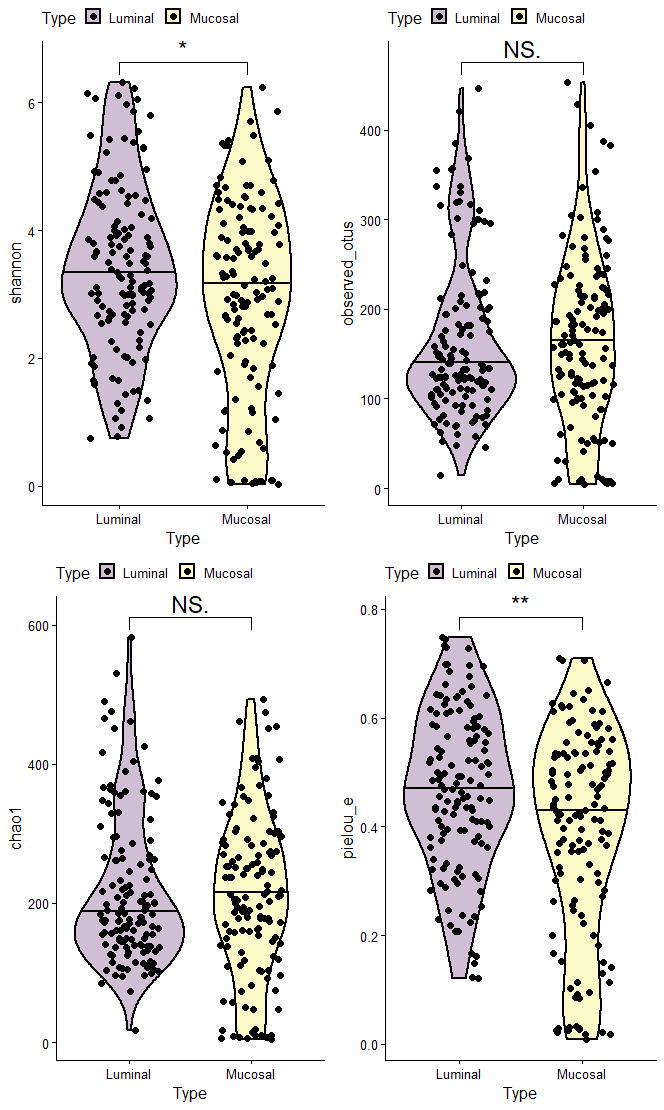 Type Luminal Mucosal
*
6
4
2
0
shannon
Luminal Mucosal
Type
Type Luminal Mucosal
NS.
400
300
200
100
0
observed_otus
Luminal Mucosal
Type
Type Luminal Mucosal
NS.
600
400
200
0
chao1
Luminal Mucosal
Type
Type Luminal Mucosal
**
0.8
0.6
0.4
0.2
0.0
pielou_e
Luminal Mucosal
Type